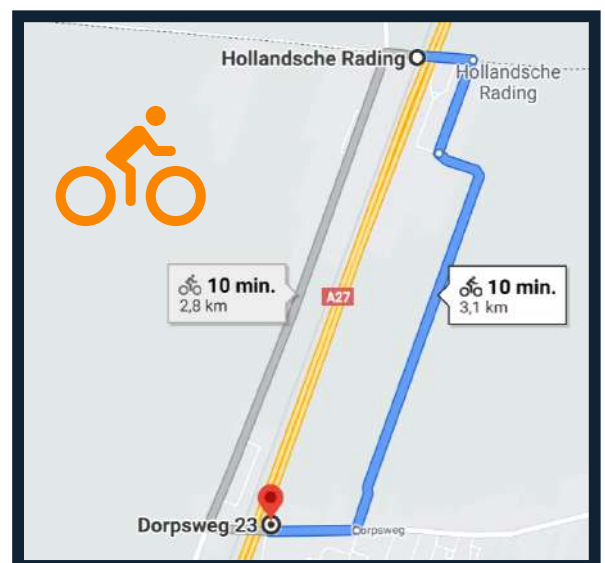 Hollandsche Rading
Hollandsche
Rading
10 min.
2,8 km
A27
10 min.
3,1 km
Dorpsweg 23
Dorpsweg